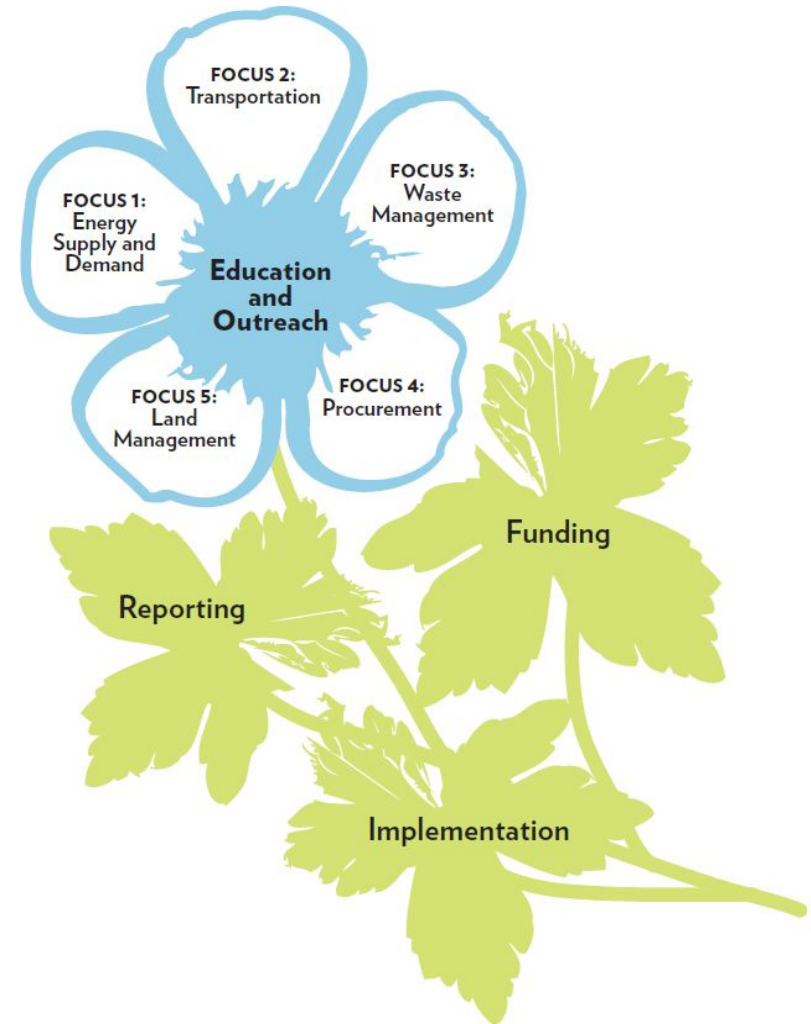 FOCUS 2:
Transportation
FOCUS 3:
Waste
Management
FOCUS 1:
Energy
Supply and
Demand
Education
and
Outreach
FOCUS 4:
Procurement
FOCUS 5:
Land
Management
Funding
Reporting
Implementation